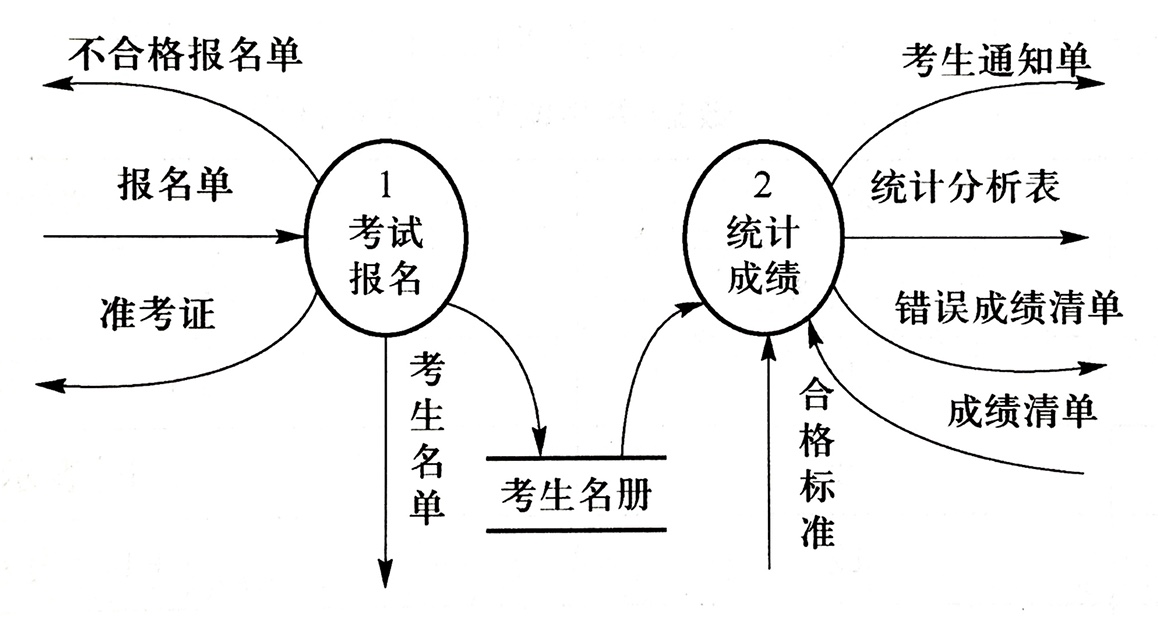 不合格报名单
考生通知单
报名单
1
考试
报名
2
统计
成绩
统计分析表
准考证
错误成绩清单
考生名单
合格标准
成绩清单
考生名册